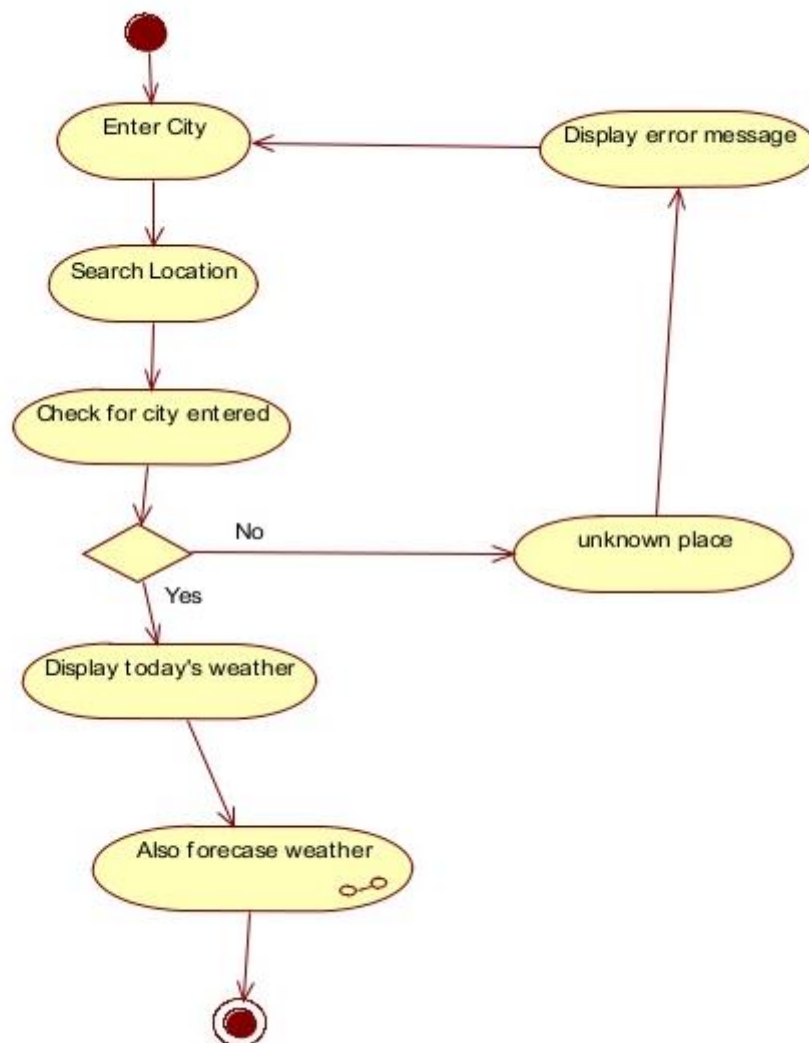 Enter City
Display error message
Search Location
Check for city entered
No
unknown place
Yes
Display today's weather
Also forecase weather